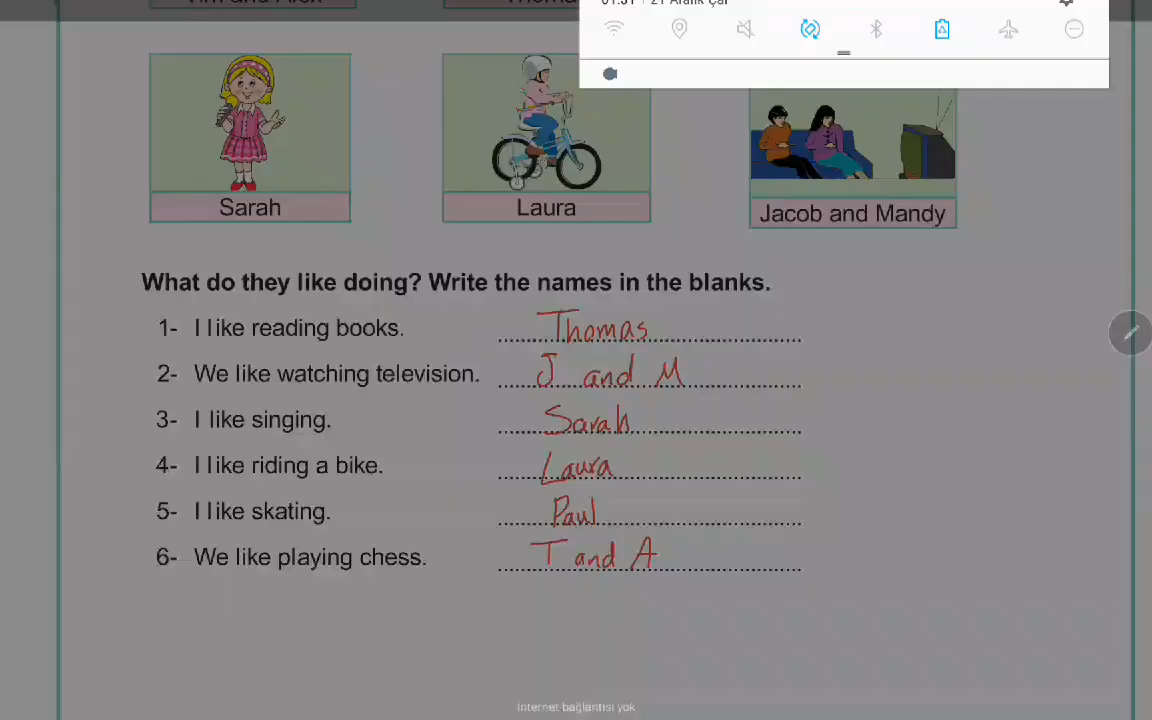 Sarah
Laura
Jacob and Mandy
What do they like doing? Write the names in the blanks.
1- I like reading books. Thomas
2- We like watching television. J and M
3- I like singing. Sarah
4- I like riding a bike. Laura
5- I like skating. Paul
6- We like playing chess. T and A
İnternet bağlantısı yok